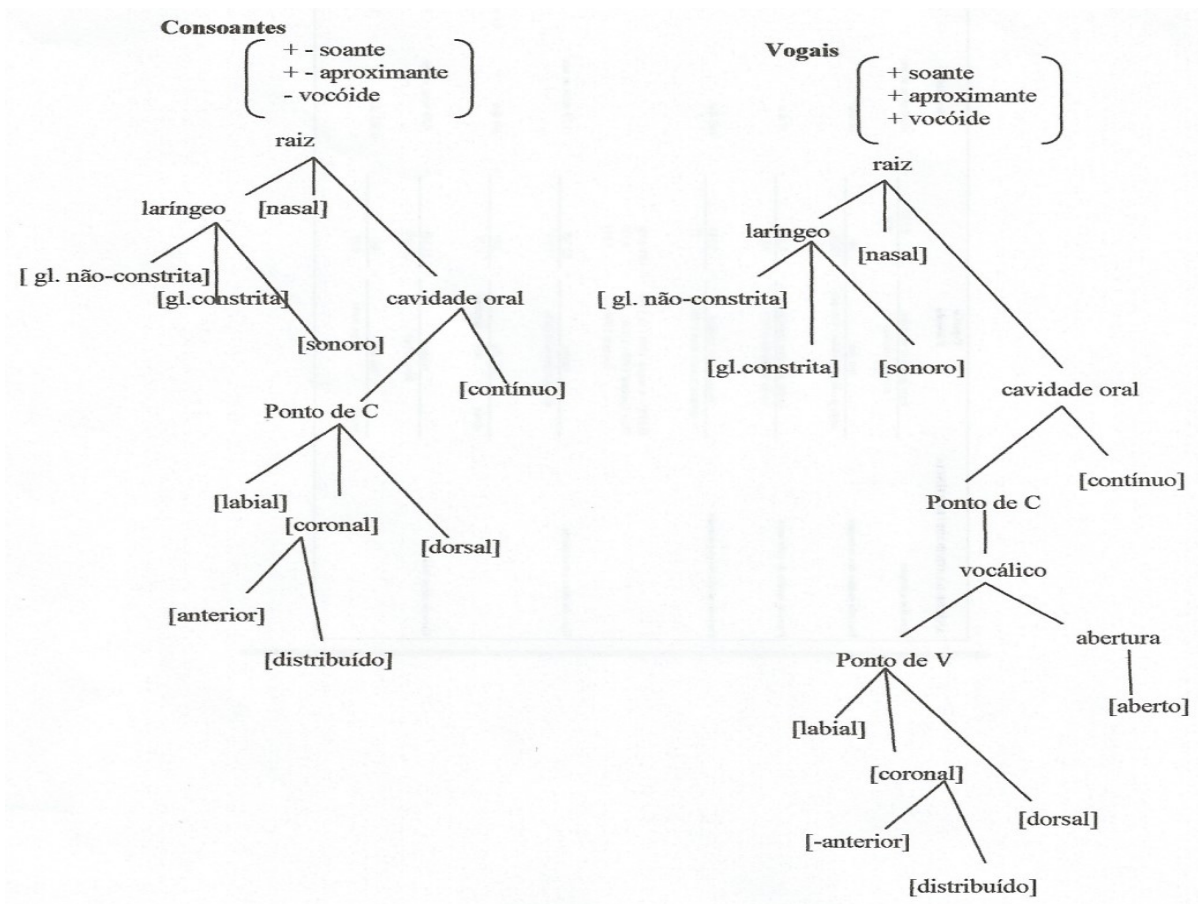 Consoantes
+ - soante
+ - aproximante
- vocóide
raiz
laríngeo
[nasal]
[ gl. não-constrita]
[gl.constrita]
[sonoro]
cavidade oral
[contínuo]
Ponto de C
[labial]
[coronal]
[dorsal]
[anterior]
[distribuído]
Vogais
+ soante
+ aproximante
+ vocóide
raiz
laríngeo
[nasal]
[ gl. não-constrita]
[gl.constrita]
[sonoro]
cavidade oral
[contínuo]
Ponto de C
vocálico
Ponto de V
abertura
[aberto]
[labial]
[coronal]
[dorsal]
[-anterior]
[distribuído]